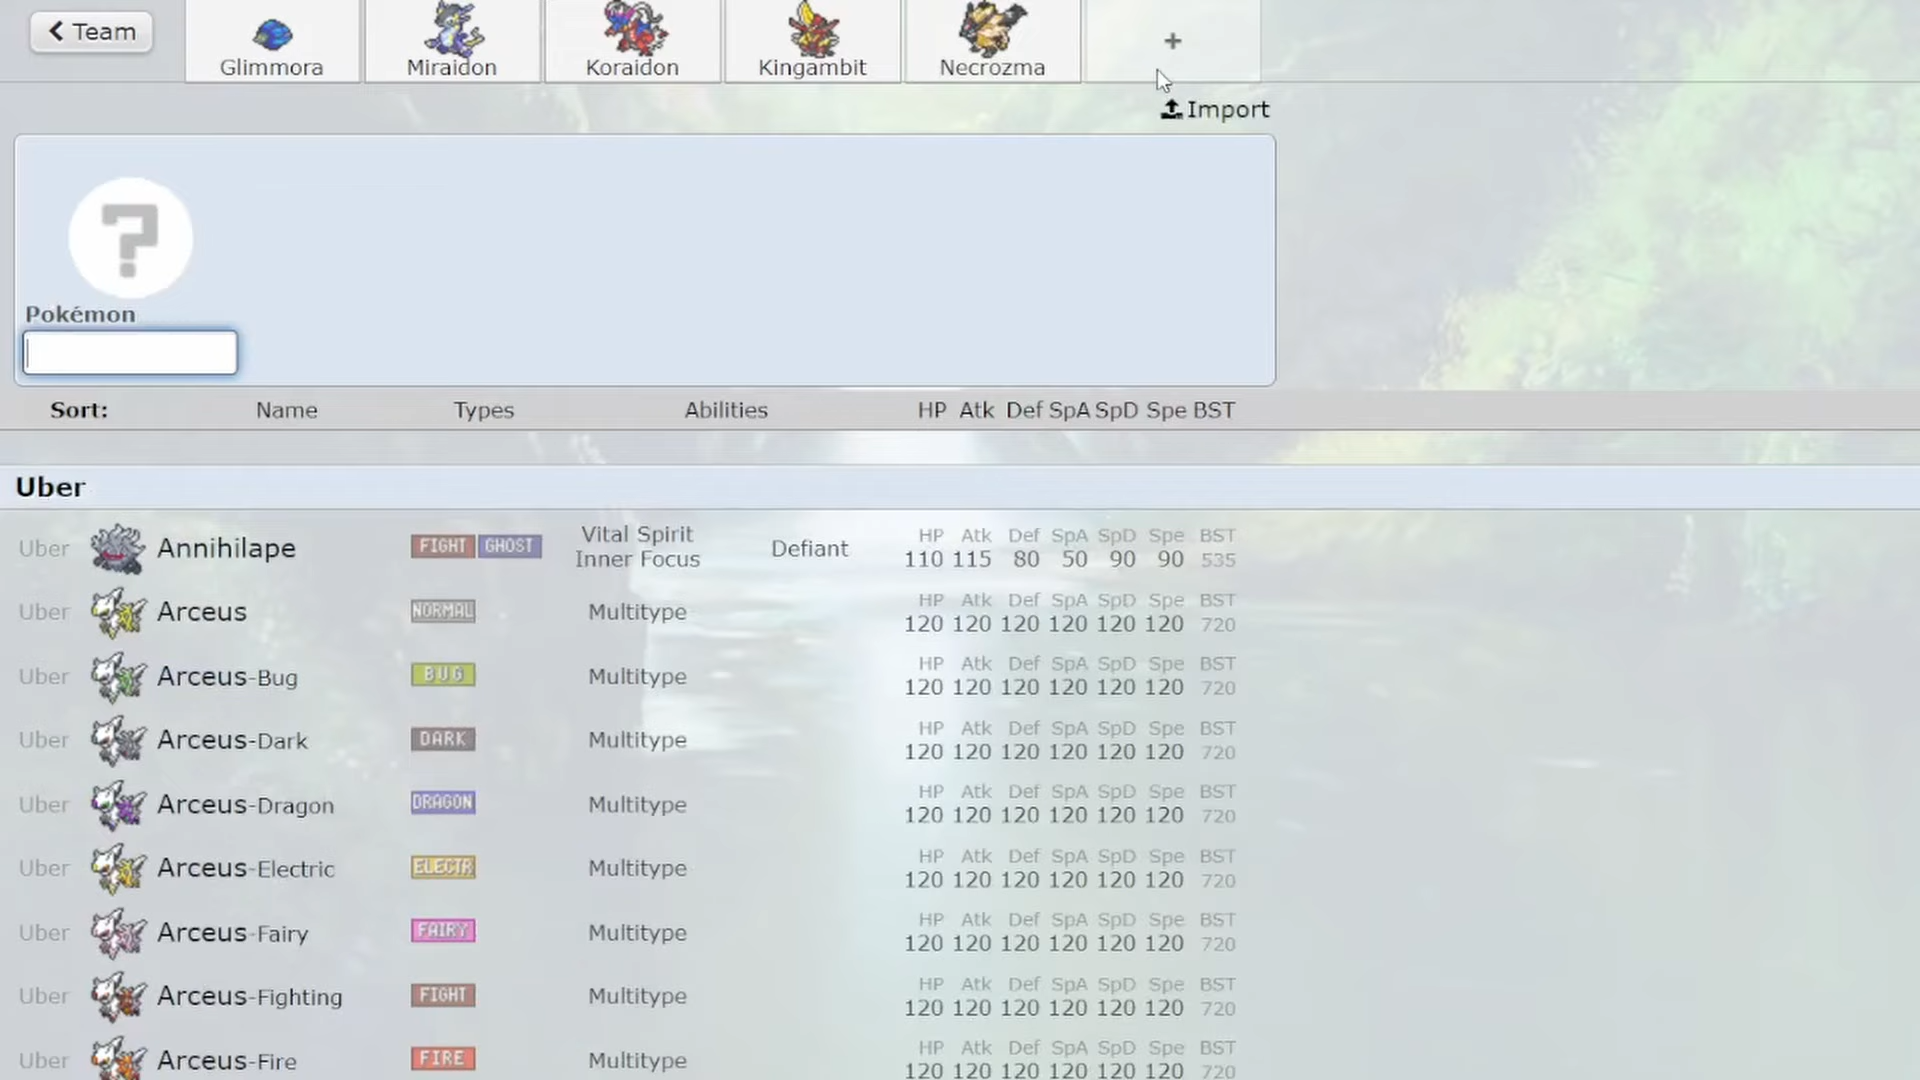 Team
Glimmora
Miraidon
Koraidon
Kingambit
Necrozma
+
Import
?
Pokémon
Sort: Name Types Abilities HP Atk Def SpA SpD Spe BST
Uber
Uber Annihilape FIGHT GHOST Vital Spirit Inner Focus Defiant HP 110 Atk 115 Def 80 SpA 50 SpD 90 Spe 90 BST 535
Uber Arceus NORMAL Multitype HP 120 Atk 120 Def 120 SpA 120 SpD 120 Spe 120 BST 720
Uber Arceus-Bug BUG Multitype HP 120 Atk 120 Def 120 SpA 120 SpD 120 Spe 120 BST 720
Uber Arceus-Dark DARK Multitype HP 120 Atk 120 Def 120 SpA 120 SpD 120 Spe 120 BST 720
Uber Arceus-Dragon DRAGON Multitype HP 120 Atk 120 Def 120 SpA 120 SpD 120 Spe 120 BST 720
Uber Arceus-Electric ELECTR Multitype HP 120 Atk 120 Def 120 SpA 120 SpD 120 Spe 120 BST 720
Uber Arceus-Fairy FAIRY Multitype HP 120 Atk 120 Def 120 SpA 120 SpD 120 Spe 120 BST 720
Uber Arceus-Fighting FIGHT Multitype HP 120 Atk 120 Def 120 SpA 120 SpD 120 Spe 120 BST 720
Uber Arceus-Fire FIRE Multitype HP 120 Atk 120 Def 120 SpA 120 SpD 120 Spe 120 BST 720